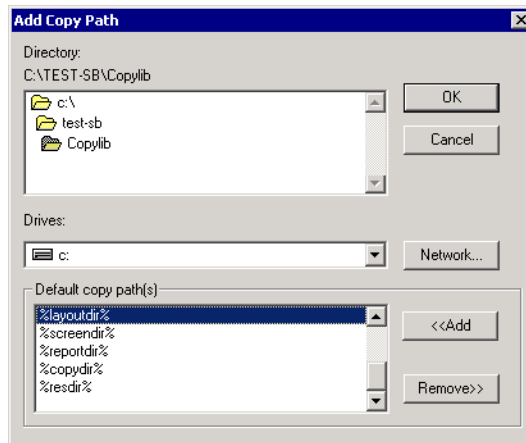 Add Copy Path
Directory:
C:\TEST-SB\Copylib
c:\
test-sb
Copylib
OK
Cancel
Drives:
c:
Network...
Default copy path(s)
%layoutdir%
%screendir%
%reportdir%
%copydir%
%resdir%
<<Add
Remove>>